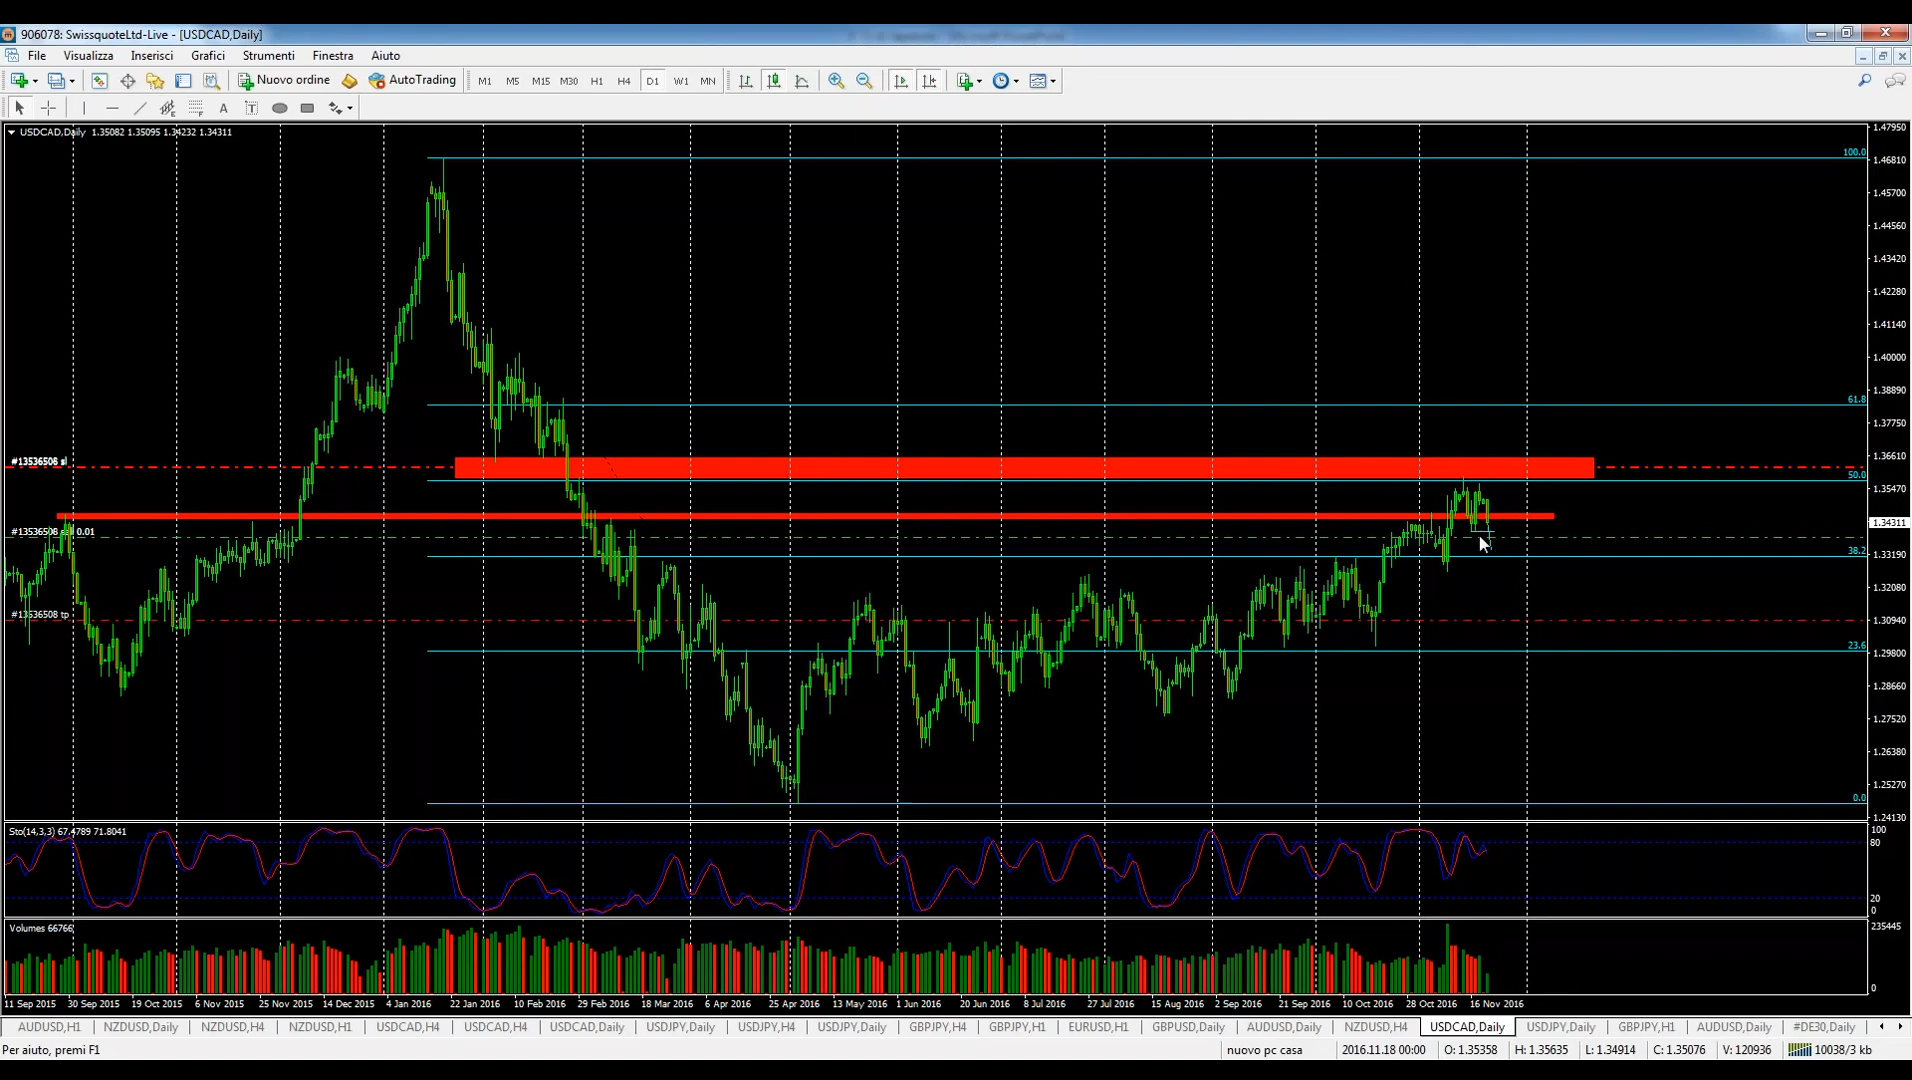 906078: SwissquoteLtd-Live - [USDCAD,Daily]
File Visualizza Inserisci Grafici Strumenti Finestra Aiuto
Nuovo ordine AutoTrading M1 M5 M15 M30 H1 H4 D1 W1 MN
A T
USDCAD,Daily 1.35082 1.35095 1.34232 1.34311
1.47950
100.0
1.46810
1.45700
1.44560
1.43420
1.42280
1.41140
1.40000
1.38890
61.8
1.37750
1.36610
#13536508 sl
50.0
1.35470
1.34311
#13536508 sell 0.01
38.2
1.33190
1.32080
#13536508 tp
1.30940
23.6
1.29800
1.28660
1.27520
1.26380
1.25270
0.0
1.24130
Sto(14,3,3) 67.4789 71.8041
100
80
20
0
Volumes 66766
235445
0
11 Sep 2015 30 Sep 2015 19 Oct 2015 6 Nov 2015 25 Nov 2015 14 Dec 2015 4 Jan 2016 22 Jan 2016 10 Feb 2016 29 Feb 2016 18 Mar 2016 6 Apr 2016 25 Apr 2016 13 May 2016 1 Jun 2016 20 Jun 2016 8 Jul 2016 27 Jul 2016 15 Aug 2016 2 Sep 2016 21 Sep 2016 10 Oct 2016 28 Oct 2016 16 Nov 2016
AUDUSD,H1 NZDUSD,Daily NZDUSD,H4 NZDUSD,H1 USDCAD,H4 USDCAD,H4 USDCAD,Daily USDJPY,Daily USDJPY,H4 USDJPY,Daily GBPJPY,H4 GBPJPY,H1 EURUSD,H1 GBPUSD,Daily AUDUSD,Daily NZDUSD,H4 USDCAD,Daily USDJPY,Daily GBPJPY,H1 AUDUSD,Daily #DE30,Daily
Per aiuto, premi F1 nuovo pc casa 2016.11.18 00:00 O: 1.35358 H: 1.35635 L: 1.34914 C: 1.35076 V: 120936 10038/3 kb